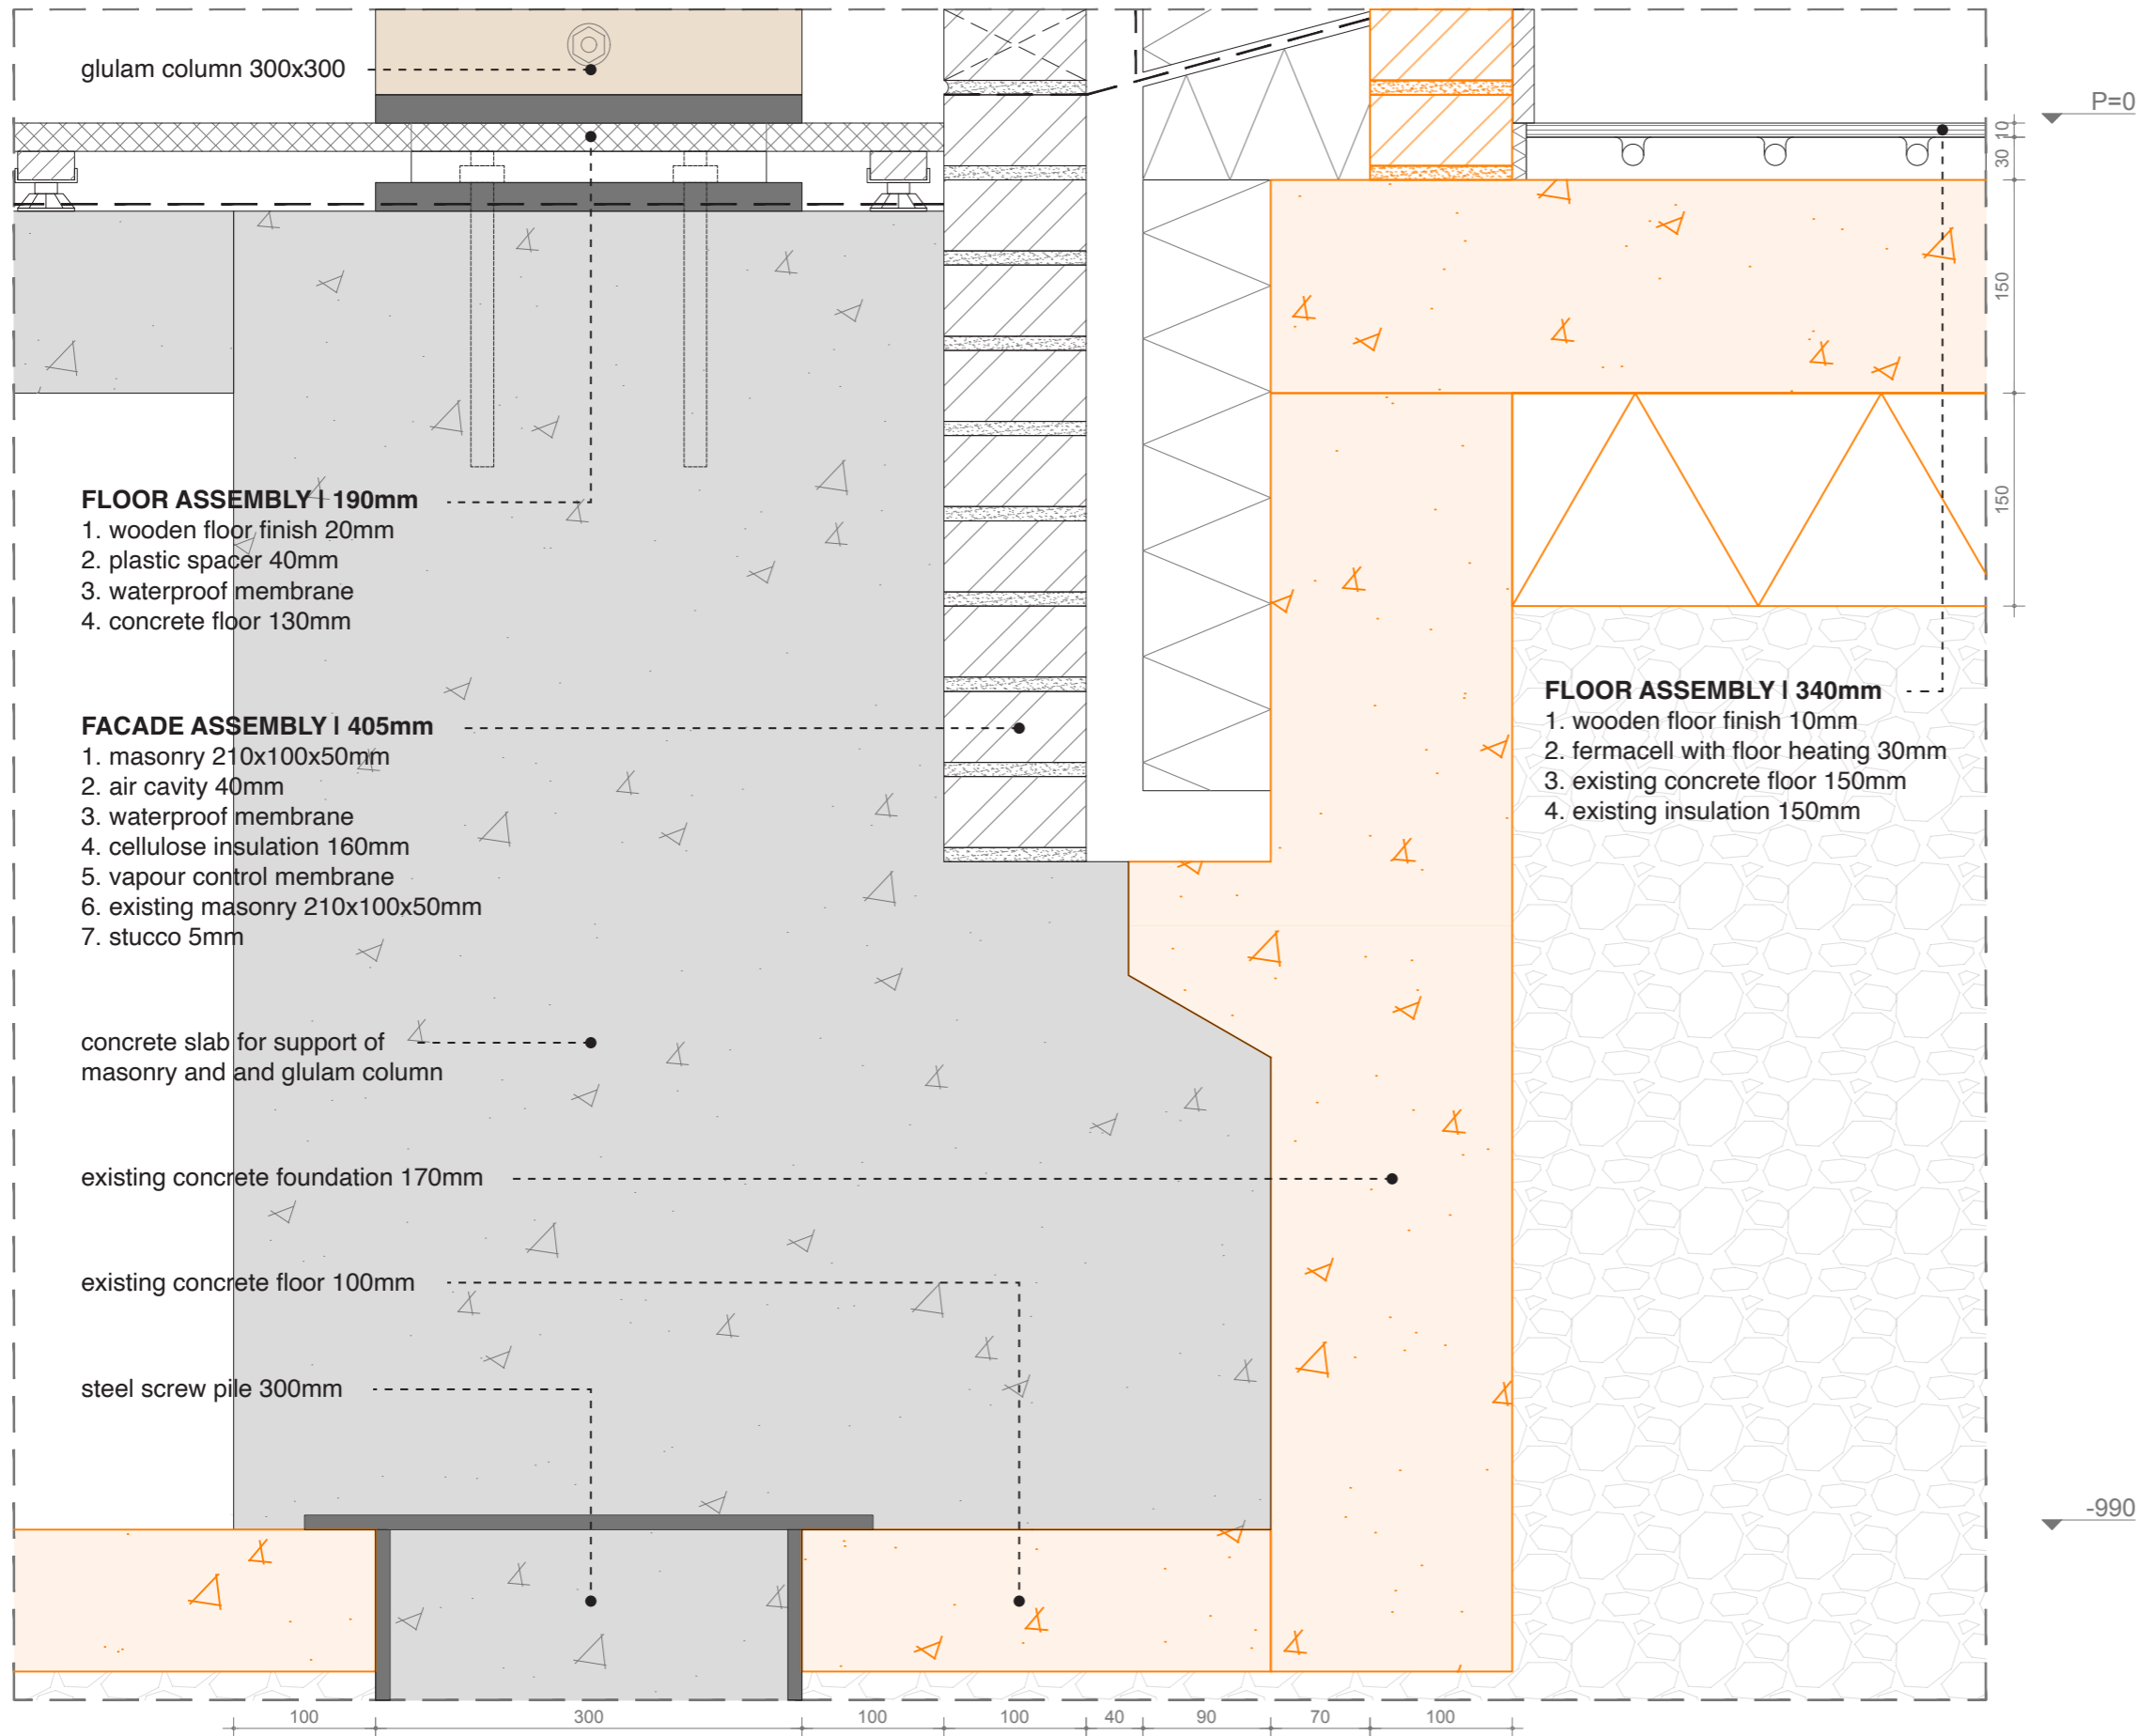 glulam column 300x300
P=0
10
30
150
150
FLOOR ASSEMBLY | 190mm
1. wooden floor finish 20mm
2. plastic spacer 40mm
3. waterproof membrane
4. concrete floor 130mm
FLOOR ASSEMBLY | 340mm
1. wooden floor finish 10mm
2. fermacell with floor heating 30mm
3. existing concrete floor 150mm
4. existing insulation 150mm
FACADE ASSEMBLY | 405mm
1. masonry 210x100x50mm
2. air cavity 40mm
3. waterproof membrane
4. cellulose insulation 160mm
5. vapour control membrane
6. existing masonry 210x100x50mm
7. stucco 5mm
concrete slab for support of
masonry and and glulam column
existing concrete foundation 170mm
existing concrete floor 100mm
steel screw pile 300mm
-990
100 300 100 100 40 90 70 100